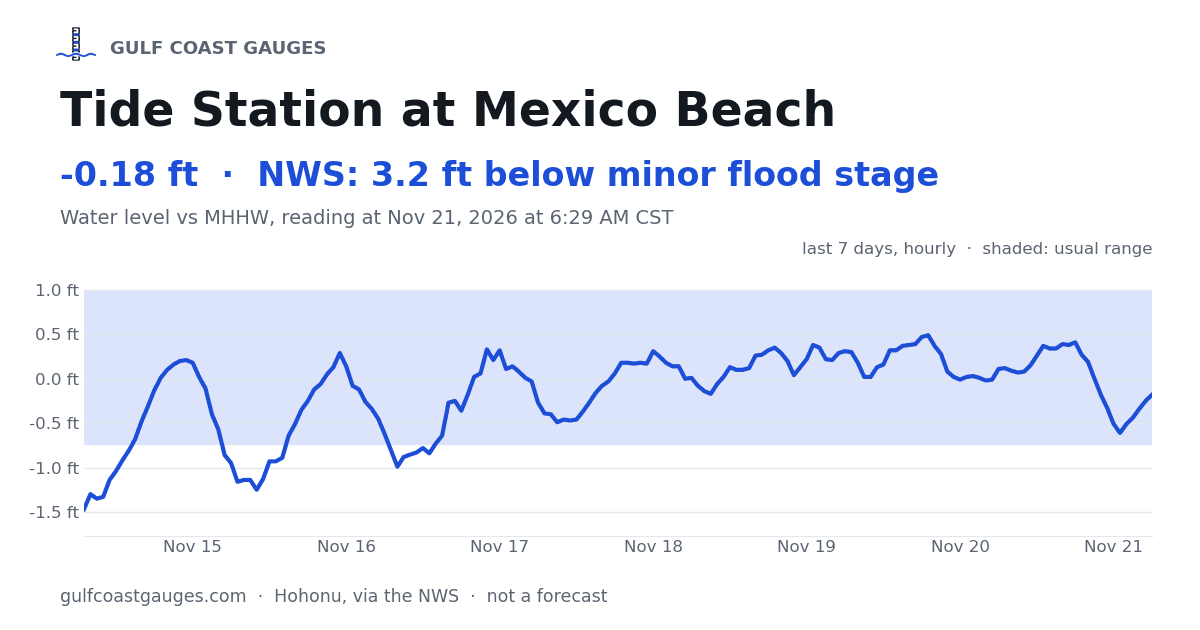 GULF COAST GAUGES
Tide Station at Mexico Beach
-0.18 ft · NWS: 3.2 ft below minor flood stage
Water level vs MHHW, reading at Nov 21, 2026 at 6:29 AM CST
last 7 days, hourly · shaded: usual range
1.0 ft
0.5 ft
0.0 ft
-0.5 ft
-1.0 ft
-1.5 ft
Nov 15 Nov 16 Nov 17 Nov 18 Nov 19 Nov 20 Nov 21
gulfcoastgauges.com · Hohonu, via the NWS · not a forecast